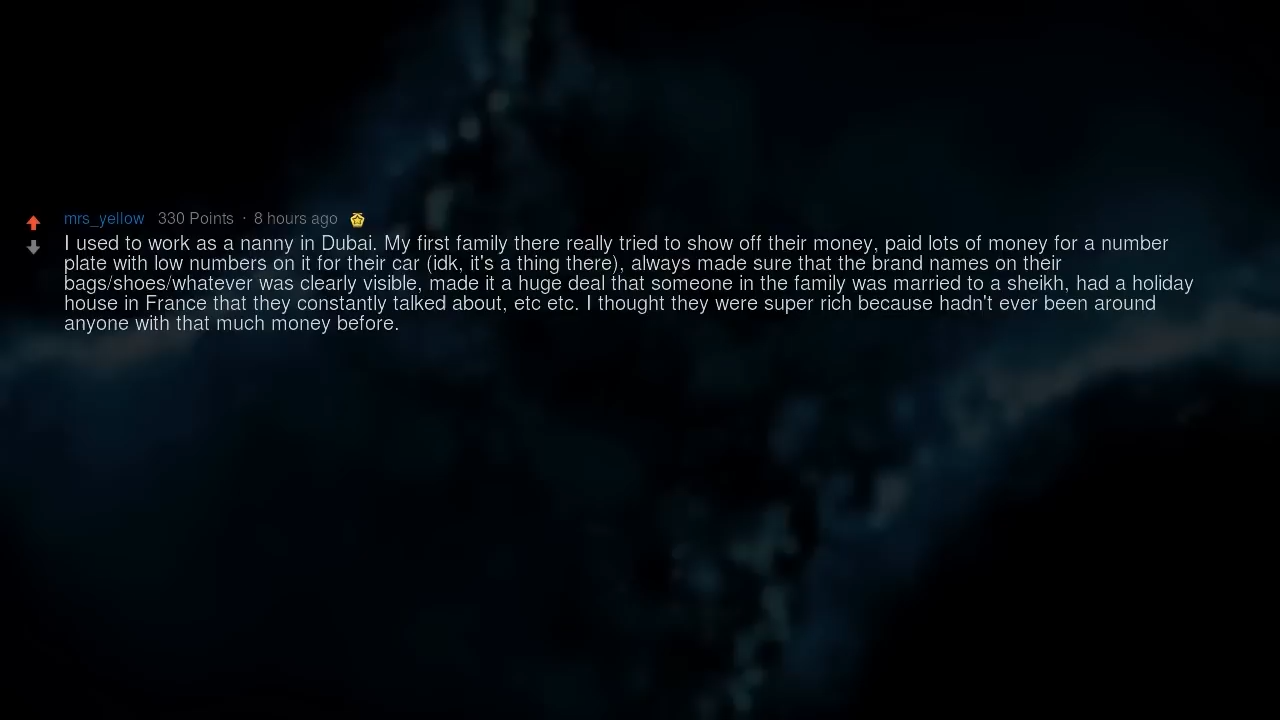 mrs_yellow 330 Points · 8 hours ago
I used to work as a nanny in Dubai. My first family there really tried to show off their money, paid lots of money for a number
plate with low numbers on it for their car (idk, it's a thing there), always made sure that the brand names on their
bags/shoes/whatever was clearly visible, made it a huge deal that someone in the family was married to a sheikh, had a holiday
house in France that they constantly talked about, etc etc. I thought they were super rich because hadn't ever been around
anyone with that much money before.